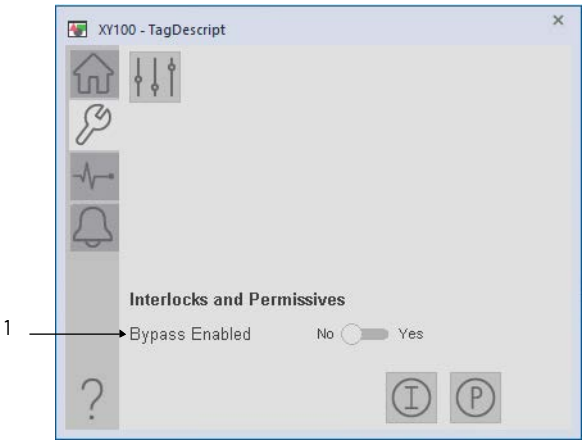 XY100 - TagDescript
Interlocks and Permissives
1
Bypass Enabled No Yes
?
I P